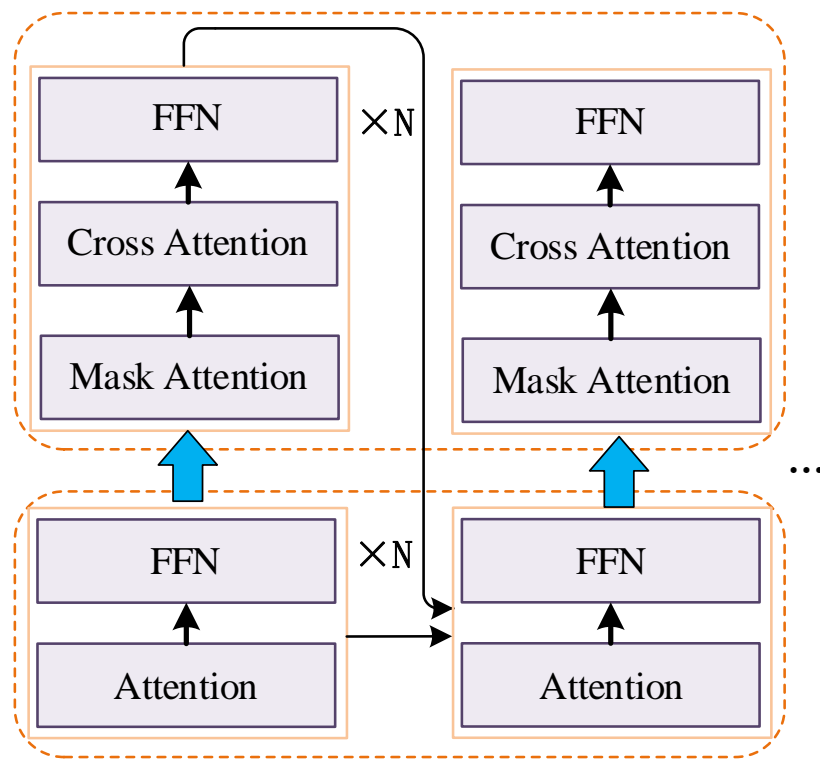 FFN
×N
FFN
Cross Attention
Cross Attention
Mask Attention
Mask Attention
...
FFN
×N
FFN
Attention
Attention